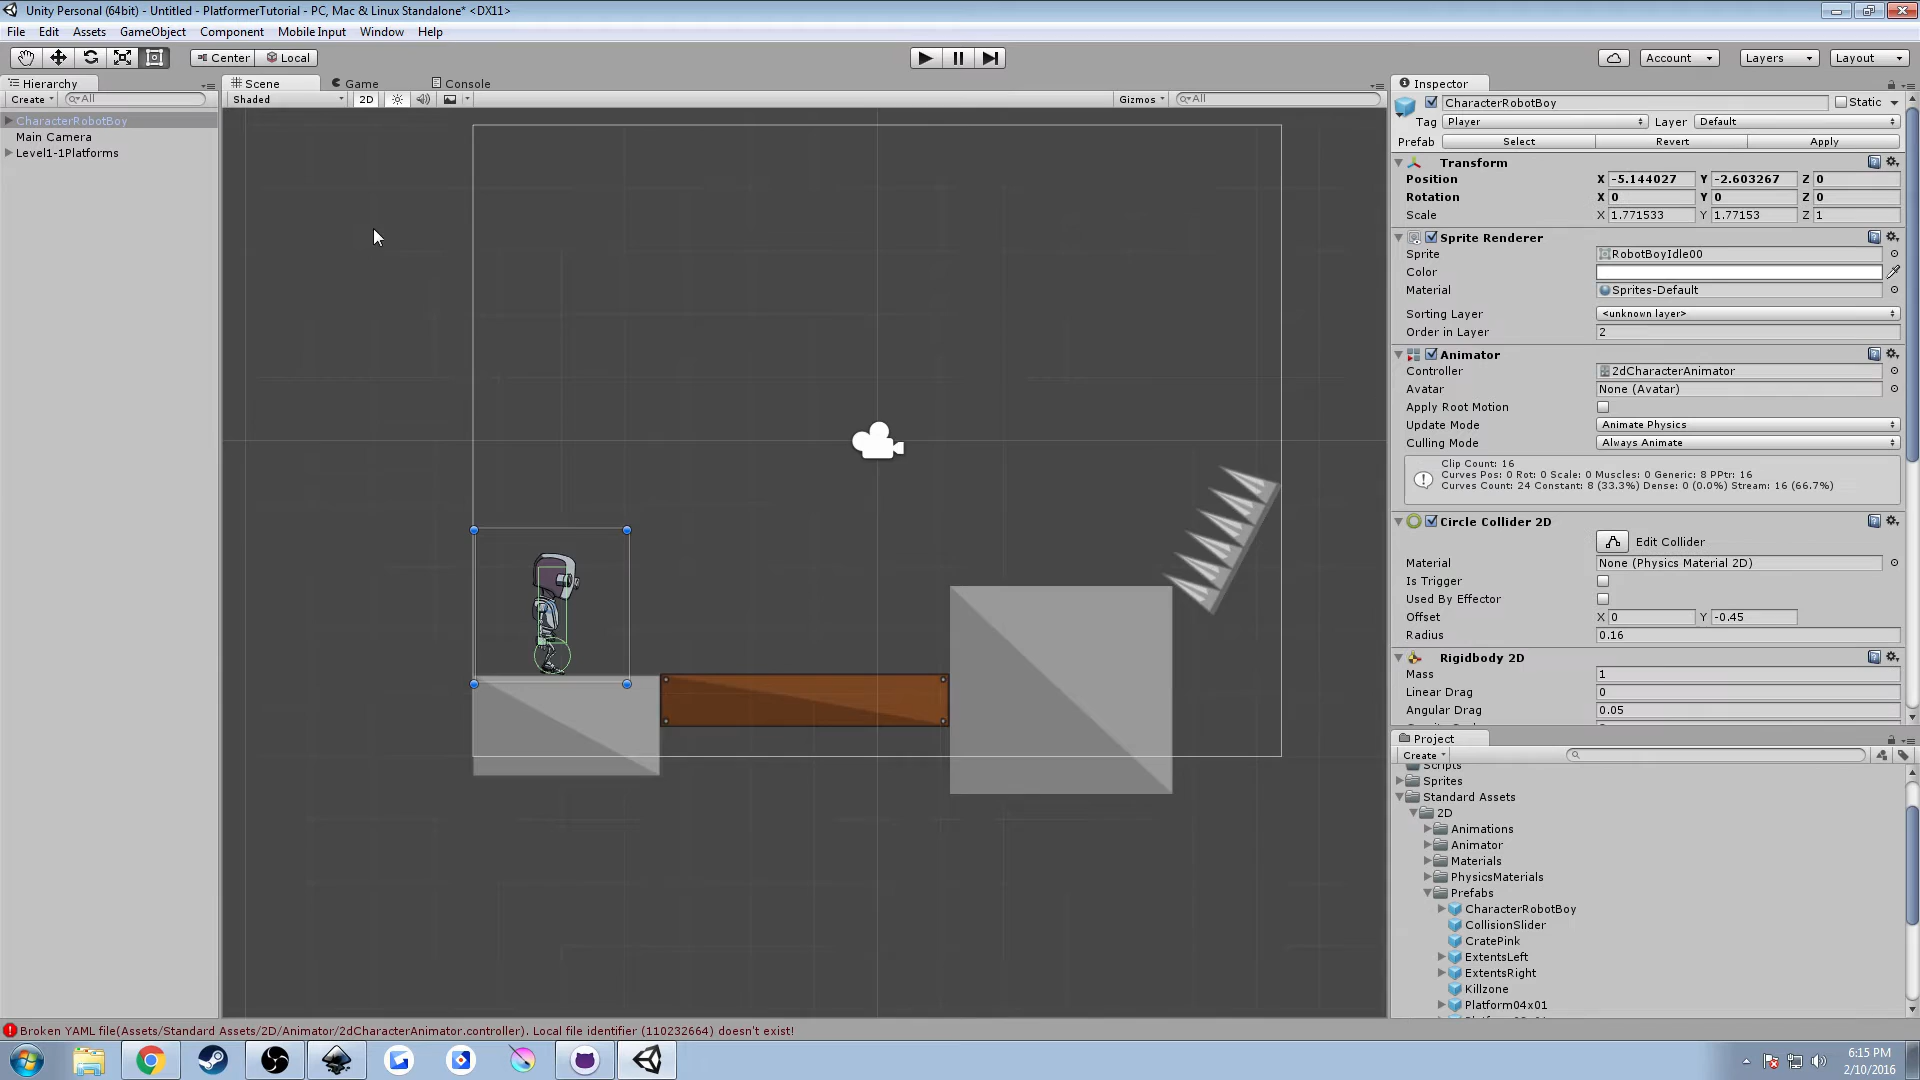 Unity Personal (64bit) - Untitled - PlatformerTutorial - PC, Mac & Linux Standalone* <DX11>
File Edit Assets GameObject Component Mobile Input Window Help
Center Local Account Layers Layout
Hierarchy
Create All
CharacterRobotBoy
Main Camera
Level1-1Platforms
Scene Game Console
Shaded 2D Gizmos All
Inspector
CharacterRobotBoy Static
Tag Player Layer Default
Prefab Select Revert Apply
Transform
Position X -5.144027 Y -2.603267 Z 0
Rotation X 0 Y 0 Z 0
Scale X 1.771533 Y 1.77153 Z 1
Sprite Renderer
Sprite RobotBoyIdle00
Color
Material Sprites-Default
Sorting Layer <unknown layer>
Order in Layer 2
Animator
Controller 2dCharacterAnimator
Avatar None (Avatar)
Apply Root Motion
Update Mode Animate Physics
Culling Mode Always Animate
Clip Count: 16
Curves Pos: 0 Rot: 0 Scale: 0 Muscles: 0 Generic: 8 PPtr: 16
Curves Count: 24 Constant: 8 (33.3%) Dense: 0 (0.0%) Stream: 16 (66.7%)
Circle Collider 2D
Edit Collider
Material None (Physics Material 2D)
Is Trigger
Used By Effector
Offset X 0 Y -0.45
Radius 0.16
Rigidbody 2D
Mass 1
Linear Drag 0
Angular Drag 0.05
Project
Create
Scripts
Sprites
Standard Assets
2D
Animations
Animator
Materials
PhysicsMaterials
Prefabs
CharacterRobotBoy
CollisionSlider
CratePink
ExtentsLeft
ExtentsRight
Killzone
Platform04x01
Broken YAML file(Assets/Standard Assets/2D/Animator/2dCharacterAnimator.controller). Local file identifier (110232664) doesn't exist!
6:15 PM
2/10/2016